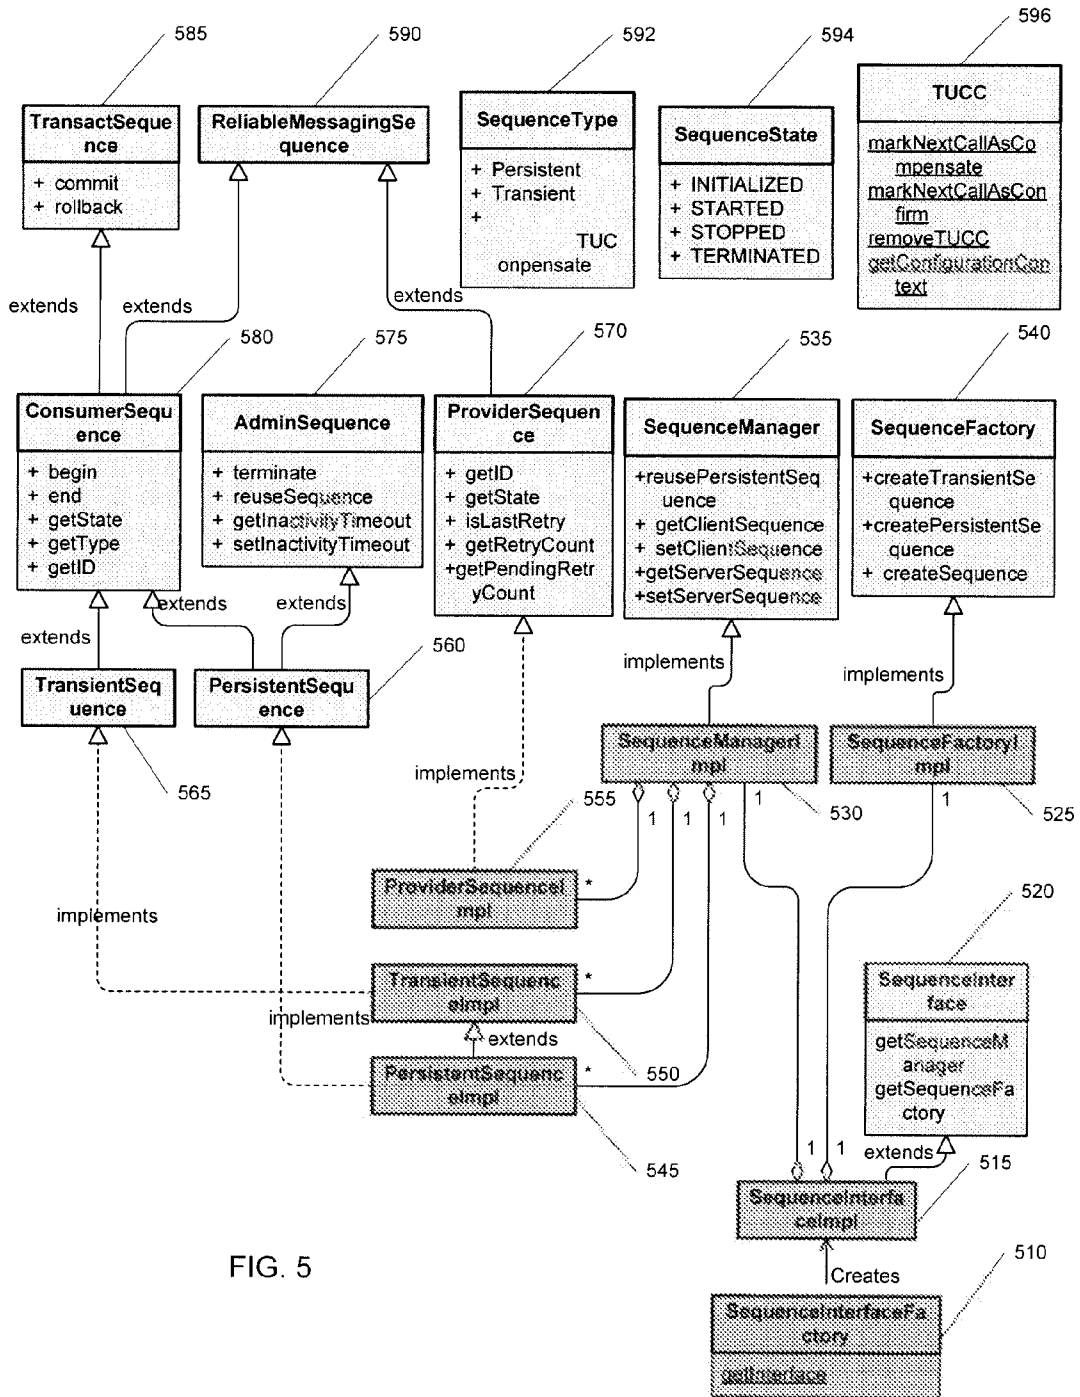 585
590
592
594
596
TransactSeque
nce
+ commit
+ rollback
ReliableMessagingSe
quence
SequenceType
+ Persistent
+ Transient
+
TUC
onpensate
SequenceState
+ INITIALIZED
+ STARTED
+ STOPPED
+ TERMINATED
TUCC
markNextCallAsCo
mpensate
markNextCallAsCon
firm
removeTUCC
getConfigurationCon
text
extends
extends
extends
580
575
570
535
540
ConsumerSequ
ence
+ begin
+ end
+ getState
+ getType
+ getID
AdminSequence
+ terminate
+ reuseSequence
+ getInactivityTimeout
+ setInactivityTimeout
ProviderSequen
ce
+ getID
+ getState
+ isLastRetry
+ getRetryCount
+getPendingRetr
yCount
SequenceManager
+reusePersistentSeq
uence
+ getClientSequence
+ setClientSequence
+getServerSequence
+setServerSequence
SequenceFactory
+createTransientSe
quence
+createPersistentSe
quence
+ createSequence
extends
extends
560
implements
implements
TransientSeq
uence
PersistentSequ
ence
SequenceManagerI
mpl
SequenceFactoryI
mpl
565
implements
555
1
1
1
1
530
1
525
ProviderSequenceI
mpl
*
implements
520
TransientSequenc
eImpl
*
SequenceInter
face
getSequenceM
anager
getSequenceFa
ctory
implements
extends
550
PersistentSequen
ceImpl
*
545
1
1
extends
515
SequenceInterfa
ceImpl
FIG. 5
Creates
510
SequenceInterfaceFa
ctory
getInterface